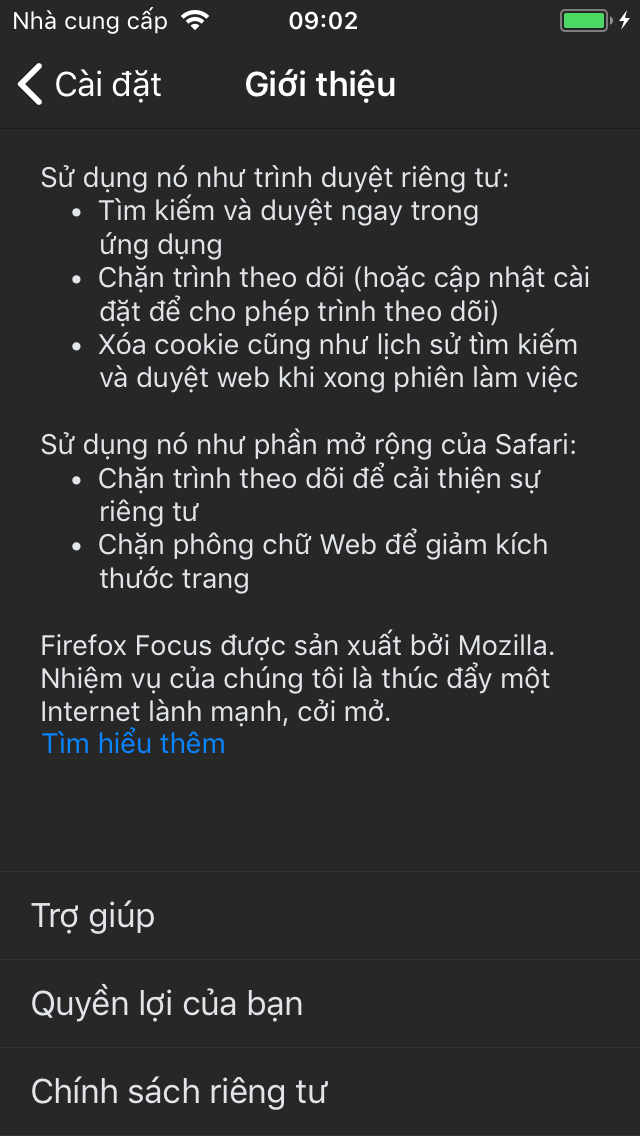 Nhà cung cấp
09:02
Cài đặt
Giới thiệu
Sử dụng nó như trình duyệt riêng tư:
• Tìm kiếm và duyệt ngay trong
ứng dụng
• Chặn trình theo dõi (hoặc cập nhật cài
đặt để cho phép trình theo dõi)
• Xóa cookie cũng như lịch sử tìm kiếm
và duyệt web khi xong phiên làm việc
Sử dụng nó như phần mở rộng của Safari:
• Chặn trình theo dõi để cải thiện sự
riêng tư
• Chặn phông chữ Web để giảm kích
thước trang
Firefox Focus được sản xuất bởi Mozilla.
Nhiệm vụ của chúng tôi là thúc đẩy một
Internet lành mạnh, cởi mở.
Tìm hiểu thêm
Trợ giúp
Quyền lợi của bạn
Chính sách riêng tư